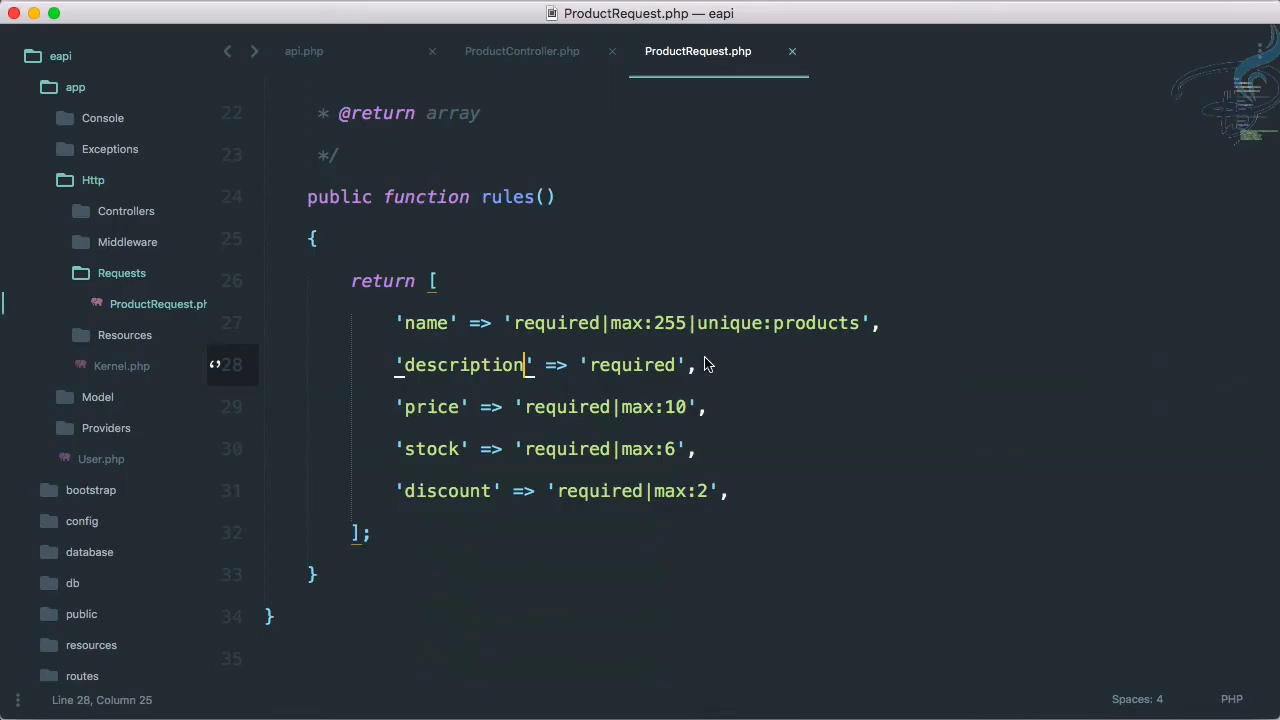 ProductRequest.php — eapi
eapi
app
Console
Exceptions
Http
Controllers
Middleware
Requests
ProductRequest.ph
Resources
Kernel.php
Model
Providers
User.php
bootstrap
config
database
db
public
resources
routes
api.php
ProductController.php
ProductRequest.php
22 * @return array
23 */
24 public function rules()
25 {
26 return [
27 'name' => 'required|max:255|unique:products',
28 'description' => 'required',
29 'price' => 'required|max:10',
30 'stock' => 'required|max:6',
31 'discount' => 'required|max:2',
32 ];
33 }
34 }
35
Line 28, Column 25
Spaces: 4
PHP